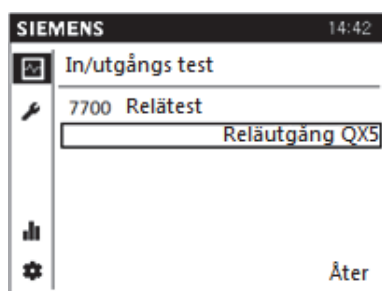 SIEMENS 14:42
In/utgångs test
7700 Relätest
Reläutgång QX5
Åter